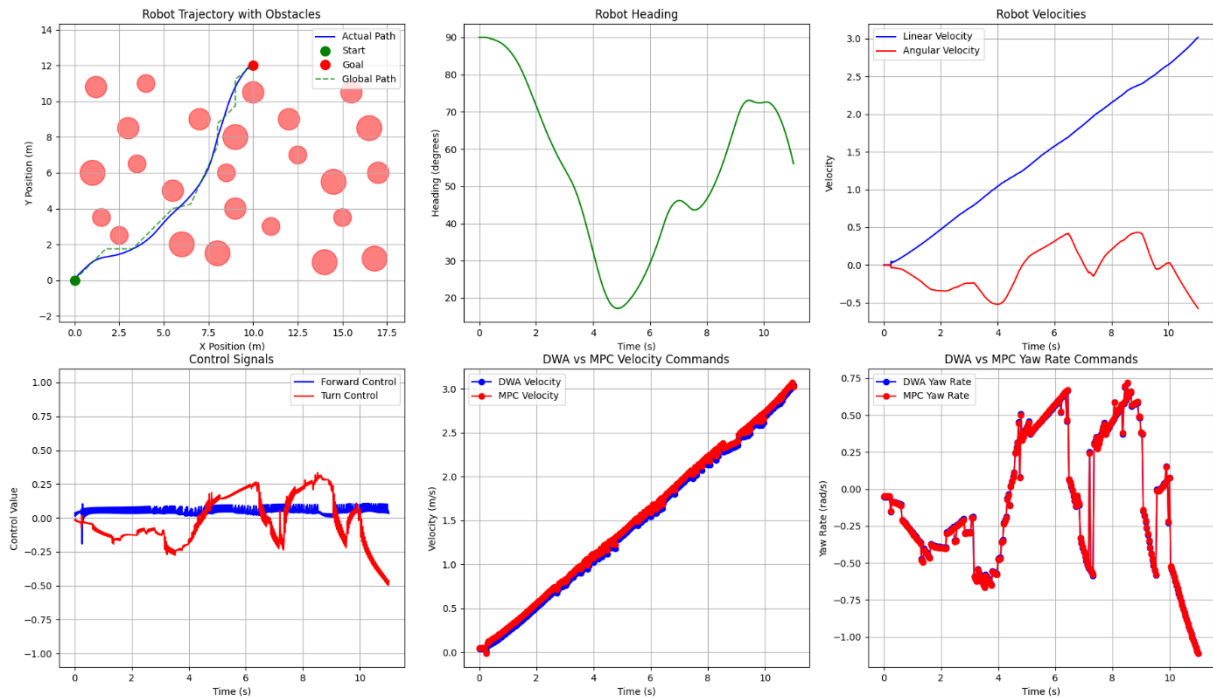 Robot Trajectory with Obstacles
14
12
10
8
6
4
2
0
−2
Y Position (m)
0.0 2.5 5.0 7.5 10.0 12.5 15.0 17.5
X Position (m)
Actual Path
Start
Goal
Global Path
Robot Heading
90
80
70
60
50
40
30
20
Heading (degrees)
0 2 4 6 8 10
Time (s)
Robot Velocities
Linear Velocity
Angular Velocity
3.0
2.5
2.0
1.5
1.0
0.5
0.0
−0.5
Velocity
0 2 4 6 8 10
Time (s)
Control Signals
Forward Control
Turn Control
1.00
0.75
0.50
0.25
0.00
−0.25
−0.50
−0.75
−1.00
Control Value
0 2 4 6 8 10
Time (s)
DWA vs MPC Velocity Commands
DWA Velocity
MPC Velocity
3.0
2.5
2.0
1.5
1.0
0.5
0.0
Velocity (m/s)
0 2 4 6 8 10
Time (s)
DWA vs MPC Yaw Rate Commands
DWA Yaw Rate
MPC Yaw Rate
0.75
0.50
0.25
0.00
−0.25
−0.50
−0.75
−1.00
Yaw Rate (rad/s)
0 2 4 6 8 10
Time (s)